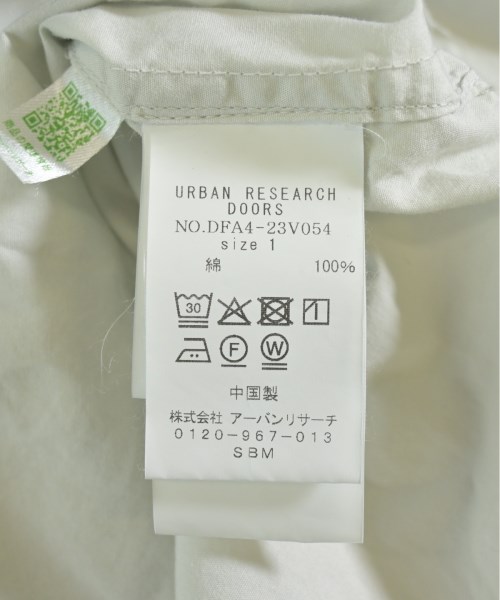 URBAN RESEARCH
DOORS
NO.DFA4-23V054
size 1
綿 100%
30
F W
中国製
株式会社 アーバンリサーチ
0120-967-013
SBM